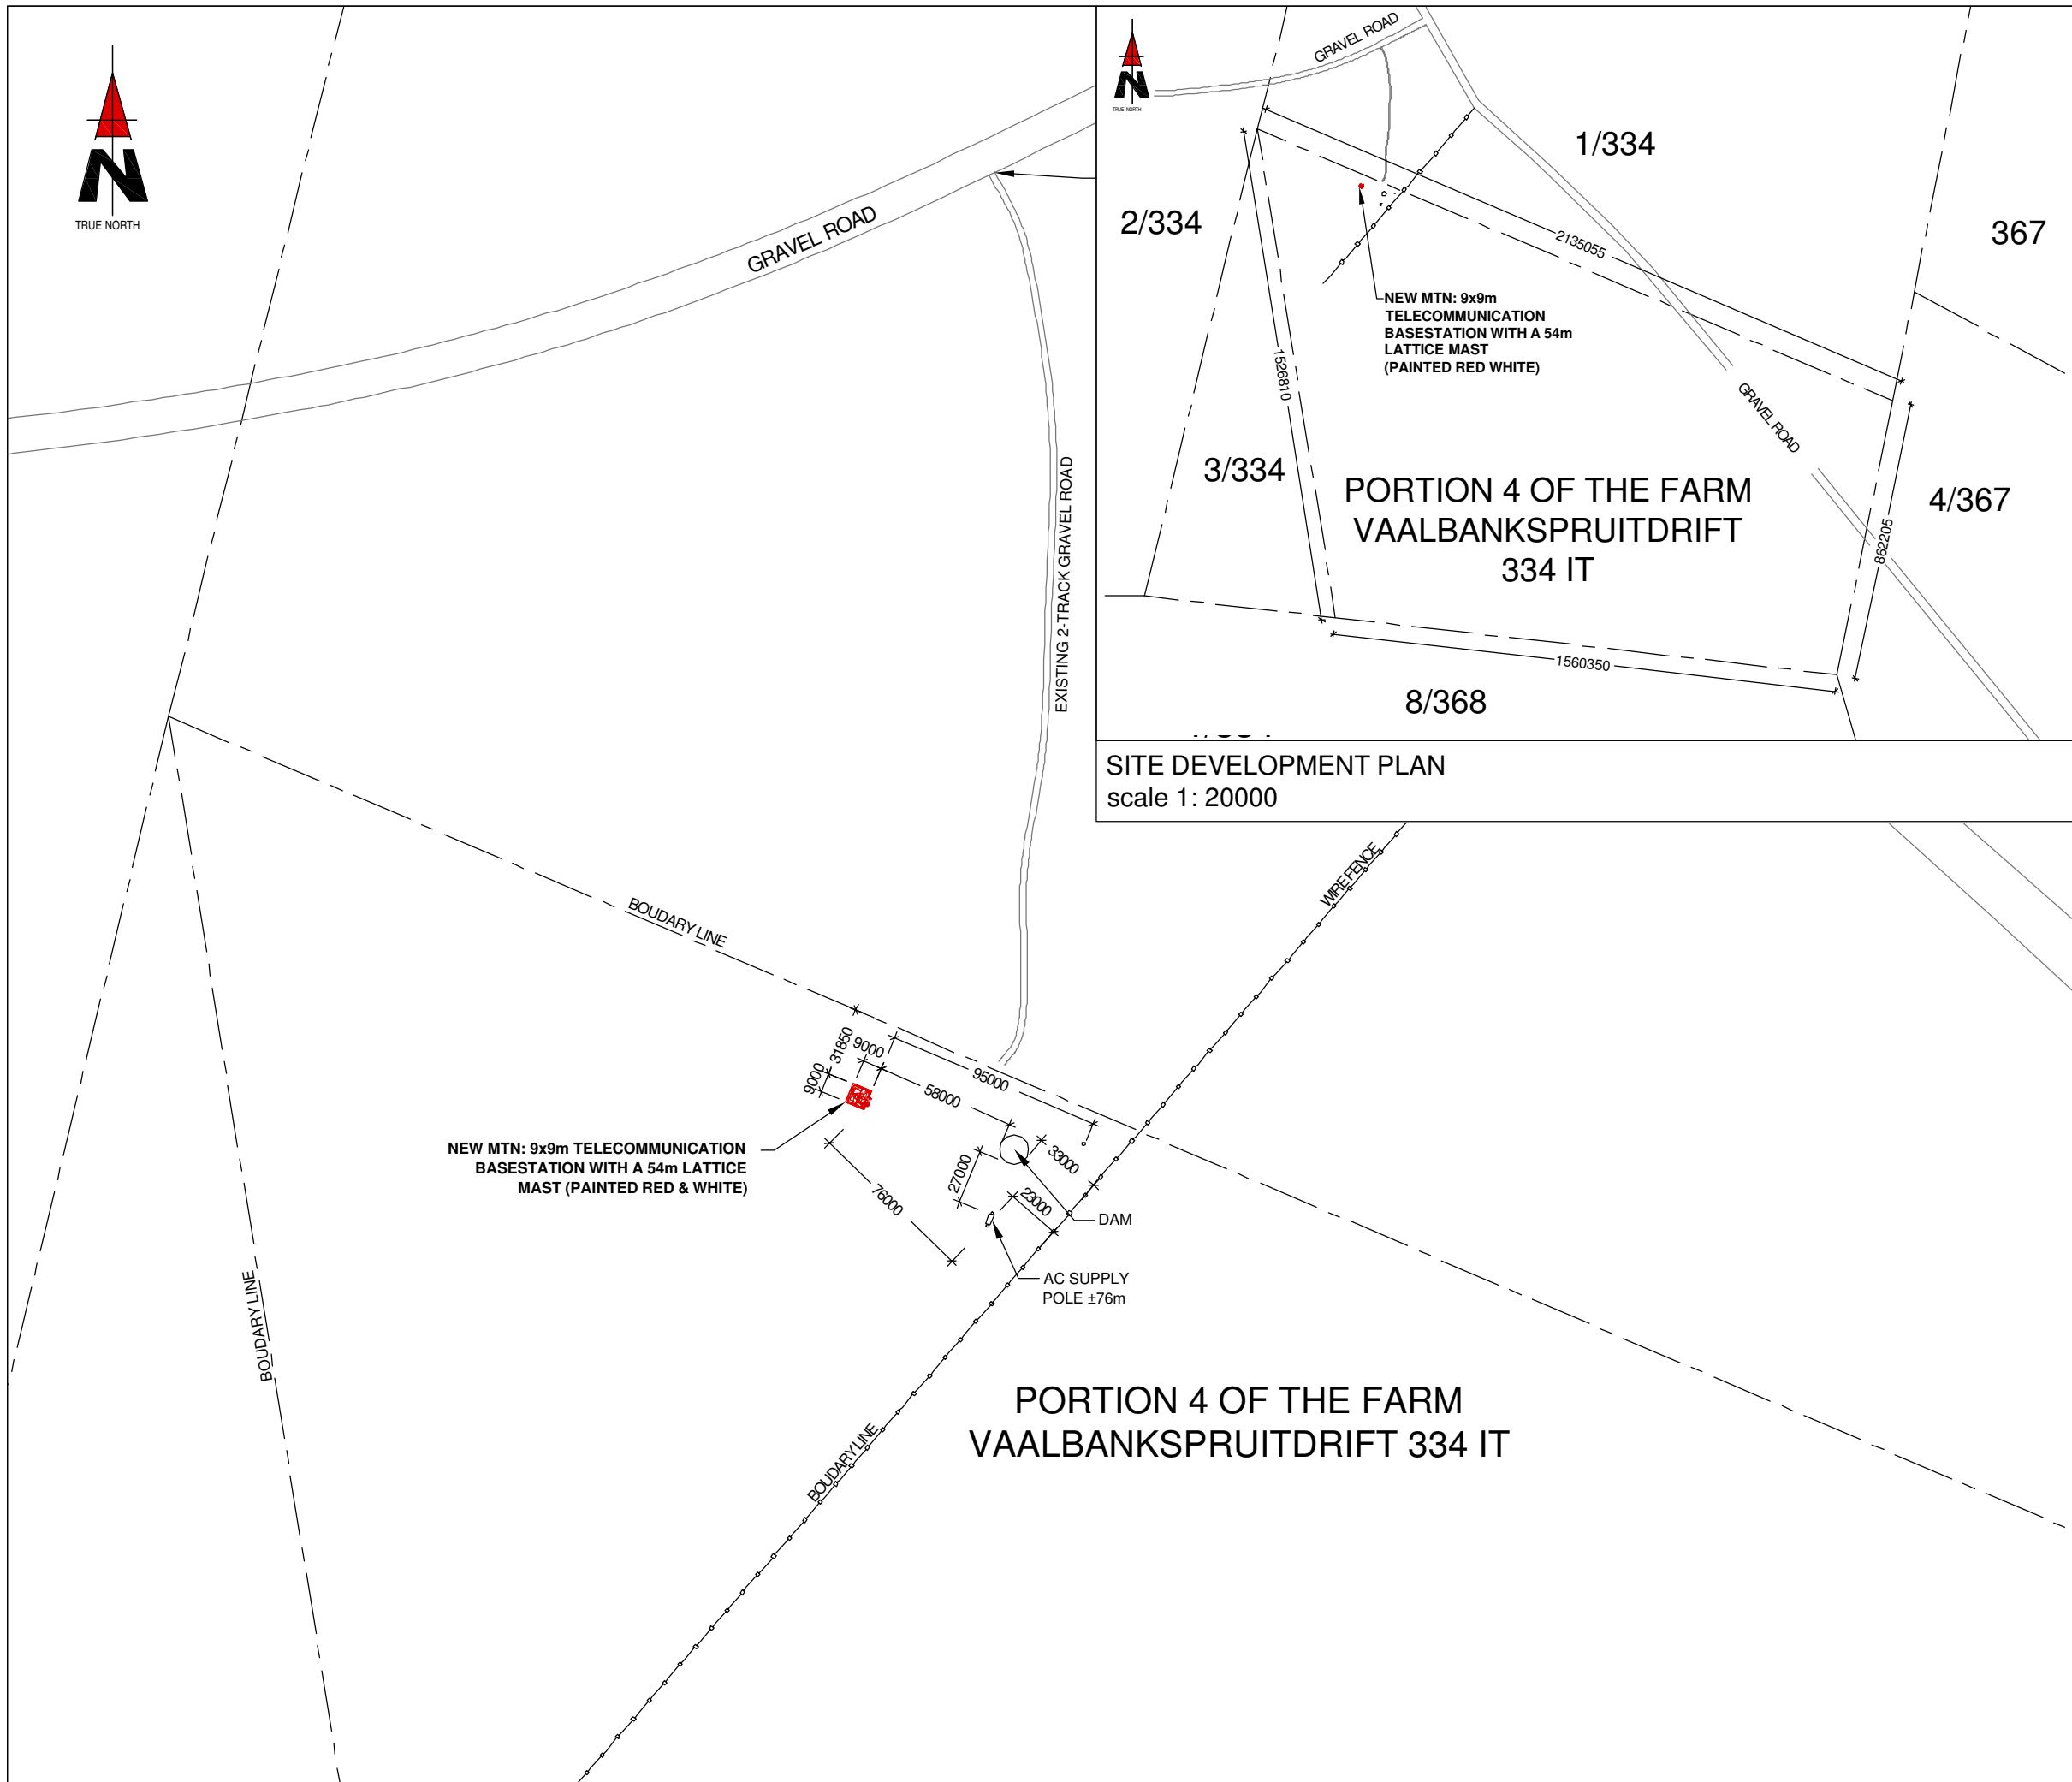 N
TRUE NORTH
GRAVEL ROAD
EXISTING 2-TRACK GRAVEL ROAD
N
TRUE NORTH
GRAVEL ROAD
1/334
2/334
367
2135055
NEW MTN: 9x9m
TELECOMMUNICATION
BASESTATION WITH A 54m
LATTICE MAST
(PAINTED RED WHITE)
1526810
GRAVEL ROAD
3/334
PORTION 4 OF THE FARM
VAALBANKSPRUITDRIFT
334 IT
4/367
862205
1560350
8/368
SITE DEVELOPMENT PLAN
scale 1: 20000
WIRE FENCE
BOUDARY LINE
31850
9000
9000
95000
58000
NEW MTN: 9x9m TELECOMMUNICATION
BASESTATION WITH A 54m LATTICE
MAST (PAINTED RED & WHITE)
33000
27000
76000
23000
DAM
AC SUPPLY
POLE ±76m
BOUDARY LINE
PORTION 4 OF THE FARM
VAALBANKSPRUITDRIFT 334 IT
BOUDARY LINE